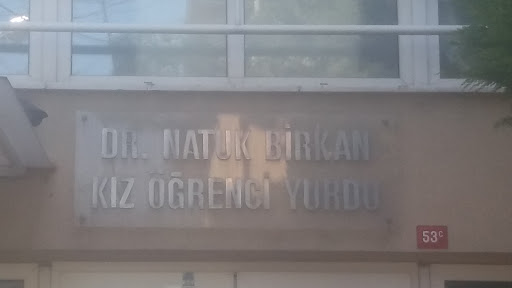 DR. NATUK BİRKAN
KIZ ÖĞRENCİ YURDU
53C